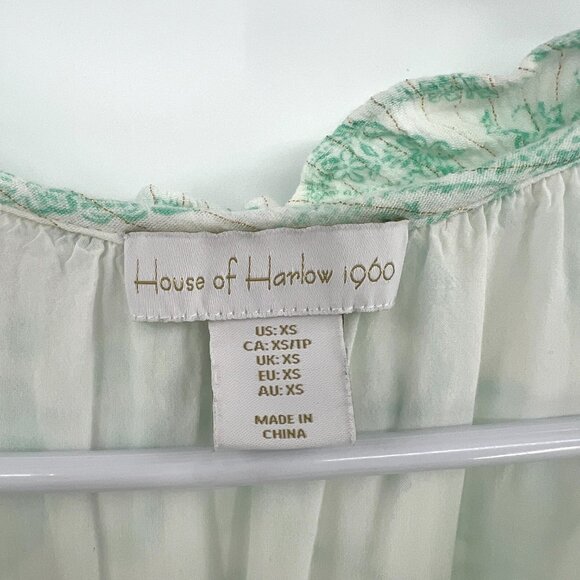 House of Harlow 1960
US: XS
CA: XS/TP
UK: XS
EU: XS
AU: XS
MADE IN
CHINA